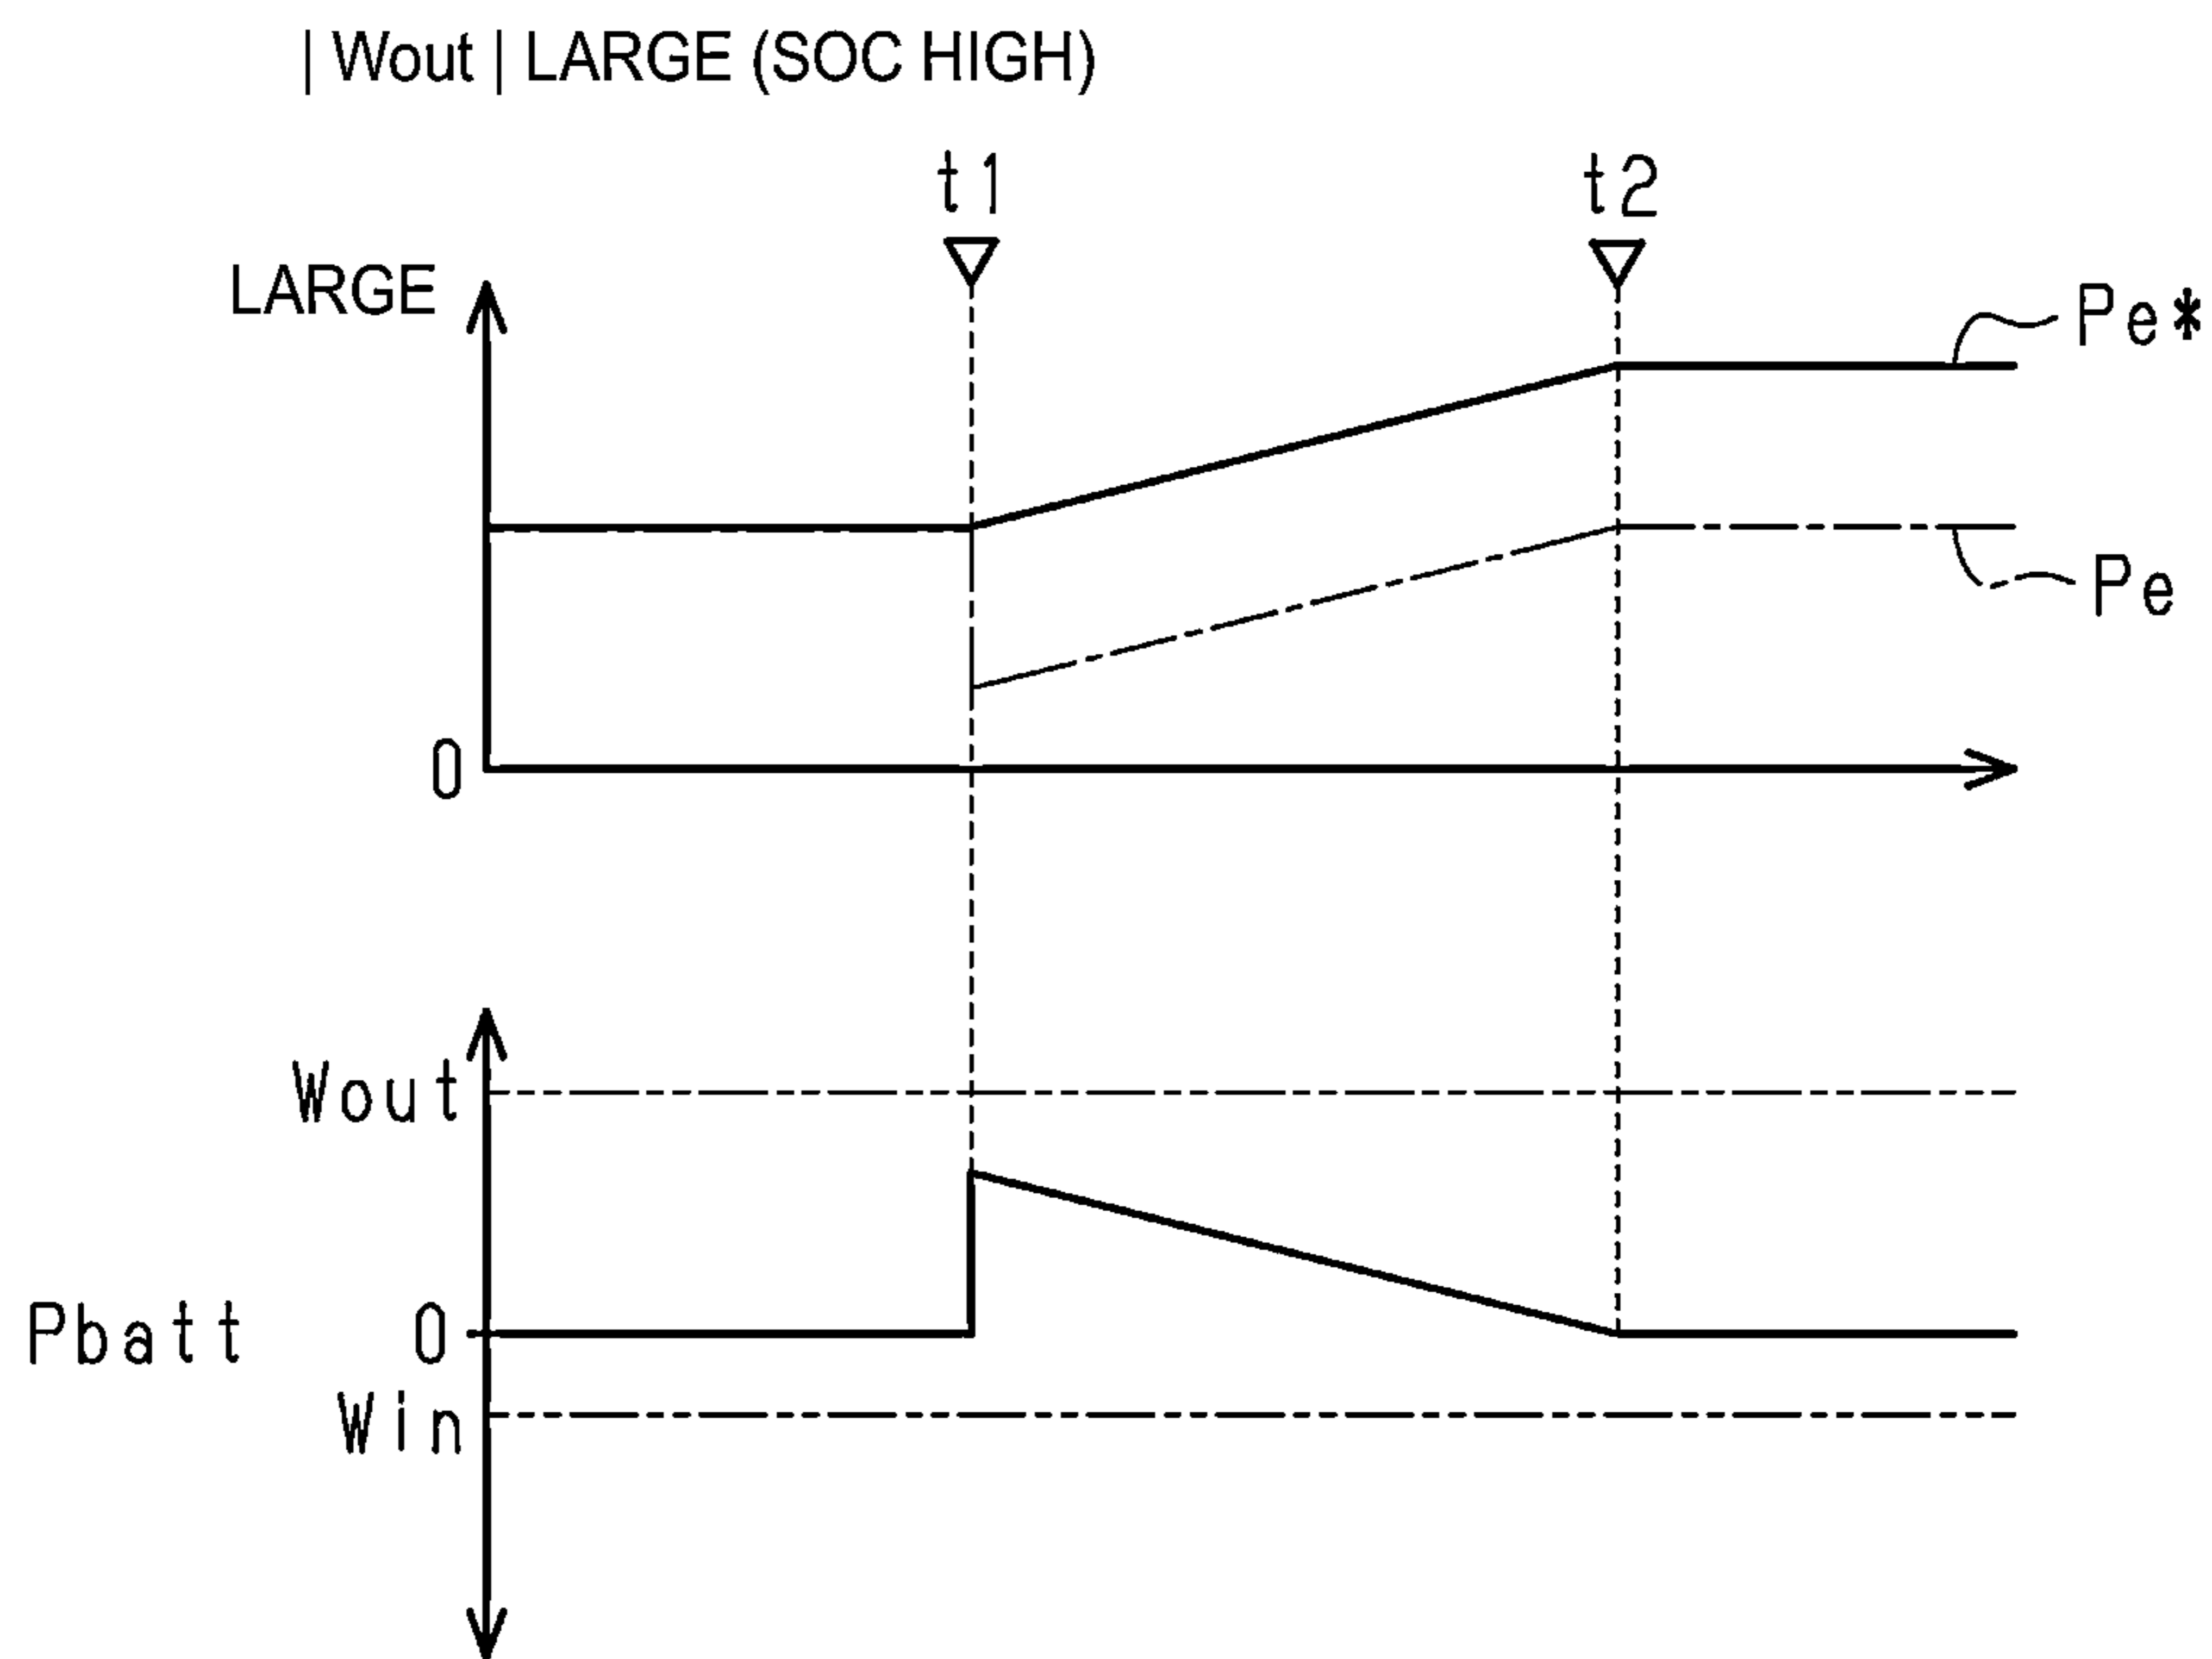 | Wout | LARGE (SOC HIGH)
t1
t2
LARGE
Pe*
Pe
0
Wout
Pbatt
0
Win